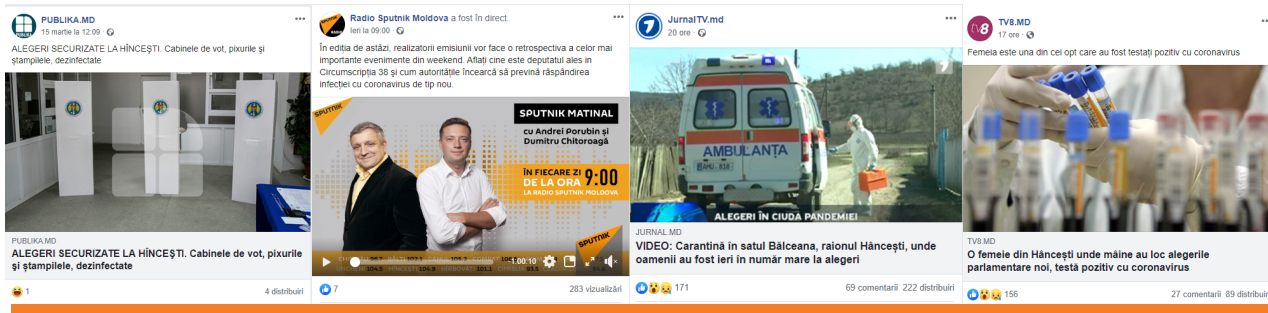 PUBLIKA.MD
15 martie la 12:09 ·
ALEGERI SECURIZATE LA HÎNCEȘTI. Cabinele de vot, pixurile și
ștampilele, dezinfectate
PUBLIKA.MD
ALEGERI SECURIZATE LA HÎNCEȘTI. Cabinele de vot, pixurile
și ștampilele, dezinfectate
1
4 distribuiri
Radio Sputnik Moldova a fost în direct.
Ieri la 09:00 ·
În ediția de astăzi, realizatorii emisiunii vor face o retrospectiva a celor mai
importante evenimente din weekend. Aflați cine este deputatul ales in
Circumscripția 38 și cum autoritățile încearcă să prevină răspândirea
infecției cu coronavirus de tip nou.
SPUTNIK
SPUTNIK MATINAL
cu Andrei Porubin și
Dumitru Chitoroagă
ÎN FIECARE ZI
DE LA ORA 9:00
LA RADIO SPUTNIK MOLDOVA
SPUTNIK
-1:00:10
7
283 vizualizări
JurnalTV.md
20 ore ·
AMBULANȚA
AMU 818
ALEGERI ÎN CIUDA PANDEMIEI
JURNAL.MD
VIDEO: Carantină în satul Bălceana, raionul Hâncești, unde
oamenii au fost ieri în număr mare la alegeri
171
69 comentarii 222 distribuiri
TV8.MD
17 ore ·
Femeia este una din cei opt care au fost testați pozitiv cu coronavirus
TV8.MD
O femeie din Hâncești unde mâine au loc alegerile
parlamentare noi, testă pozitiv cu coronavirus
156
27 comentarii 89 distribuiri